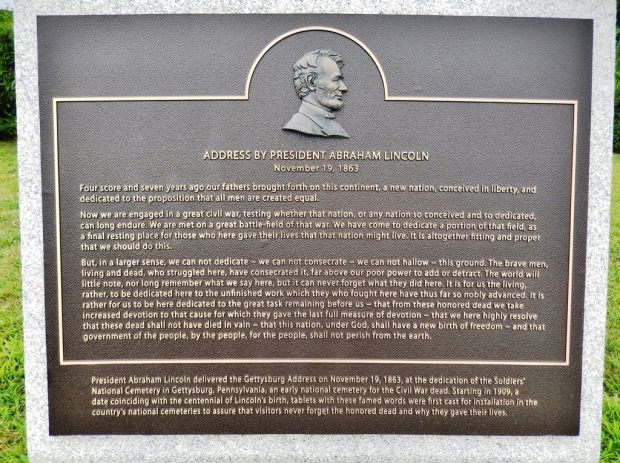 ADDRESS BY PRESIDENT ABRAHAM LINCOLN
November 19, 1863
Four score and seven years ago our fathers brought forth on this continent, a new nation, conceived in liberty, and
dedicated to the proposition that all men are created equal.
Now we are engaged in a great civil war, testing whether that nation, or any nation so conceived and so dedicated,
can long endure. We are met on a great battle-field of that war. We have come to dedicate a portion of that field, as
a final resting place for those who here gave their lives that that nation might live. It is altogether fitting and proper
that we should do this.
But, in a larger sense, we can not dedicate – we can not consecrate – we can not hallow – this ground. The brave men,
living and dead, who struggled here, have consecrated it, far above our poor power to add or detract. The world will
little note, nor long remember what we say here, but it can never forget what they did here. It is for us the living,
rather, to be dedicated here to the unfinished work which they who fought here have thus far so nobly advanced. It is
rather for us to be here dedicated to the great task remaining before us – that from these honored dead we take
increased devotion to that cause for which they gave the last full measure of devotion – that we here highly resolve
that these dead shall not have died in vain – that this nation, under God, shall have a new birth of freedom – and that
government of the people, by the people, for the people, shall not perish from the earth.
President Abraham Lincoln delivered the Gettysburg Address on November 19, 1863, at the dedication of the Soldiers'
National Cemetery in Gettysburg, Pennsylvania, an early national cemetery for the Civil War dead. Starting in 1909, a
date coinciding with the centennial of Lincoln's birth, tablets with these famed words were first cast for installation in the
country's national cemeteries to assure that visitors never forget the honored dead and why they gave their lives.